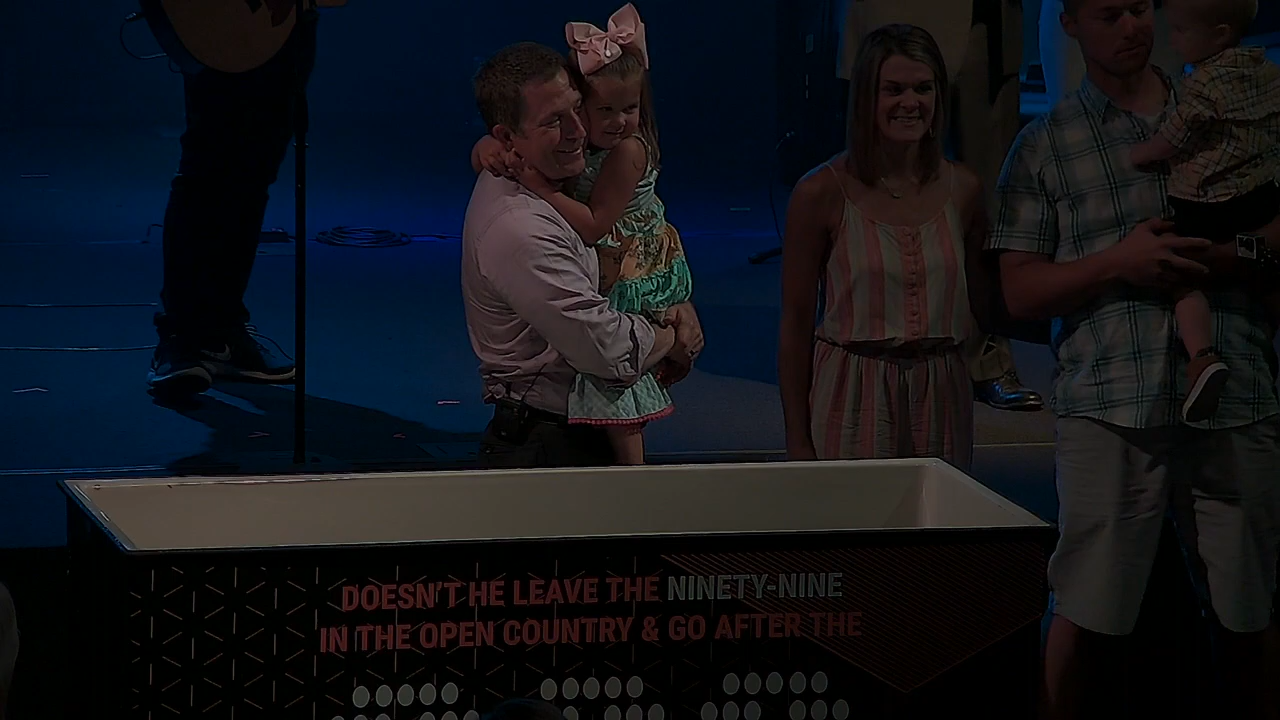 DOESN'T HE LEAVE THE NINETY-NINE
IN THE OPEN COUNTRY & GO AFTER THE